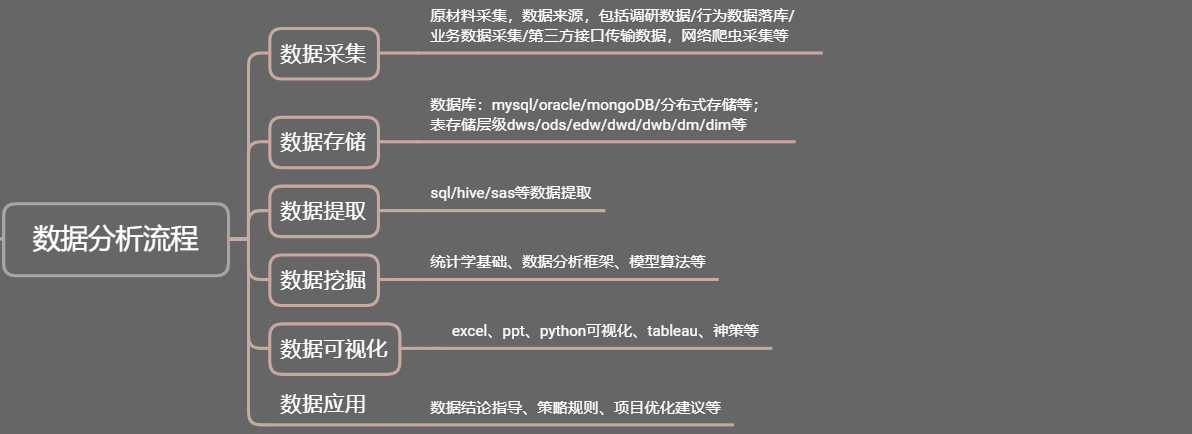 数据分析流程
数据采集
原材料采集，数据来源，包括调研数据/行为数据落库/
业务数据采集/第三方接口传输数据，网络爬虫采集等
数据存储
数据库：mysql/oracle/mongoDB/分布式存储等；
表存储层级dws/ods/edw/dwd/dwb/dm/dim等
数据提取
sql/hive/sas等数据提取
数据挖掘
统计学基础、数据分析框架、模型算法等
数据可视化
excel、ppt、python可视化、tableau、神策等
数据应用
数据结论指导、策略规则、项目优化建议等